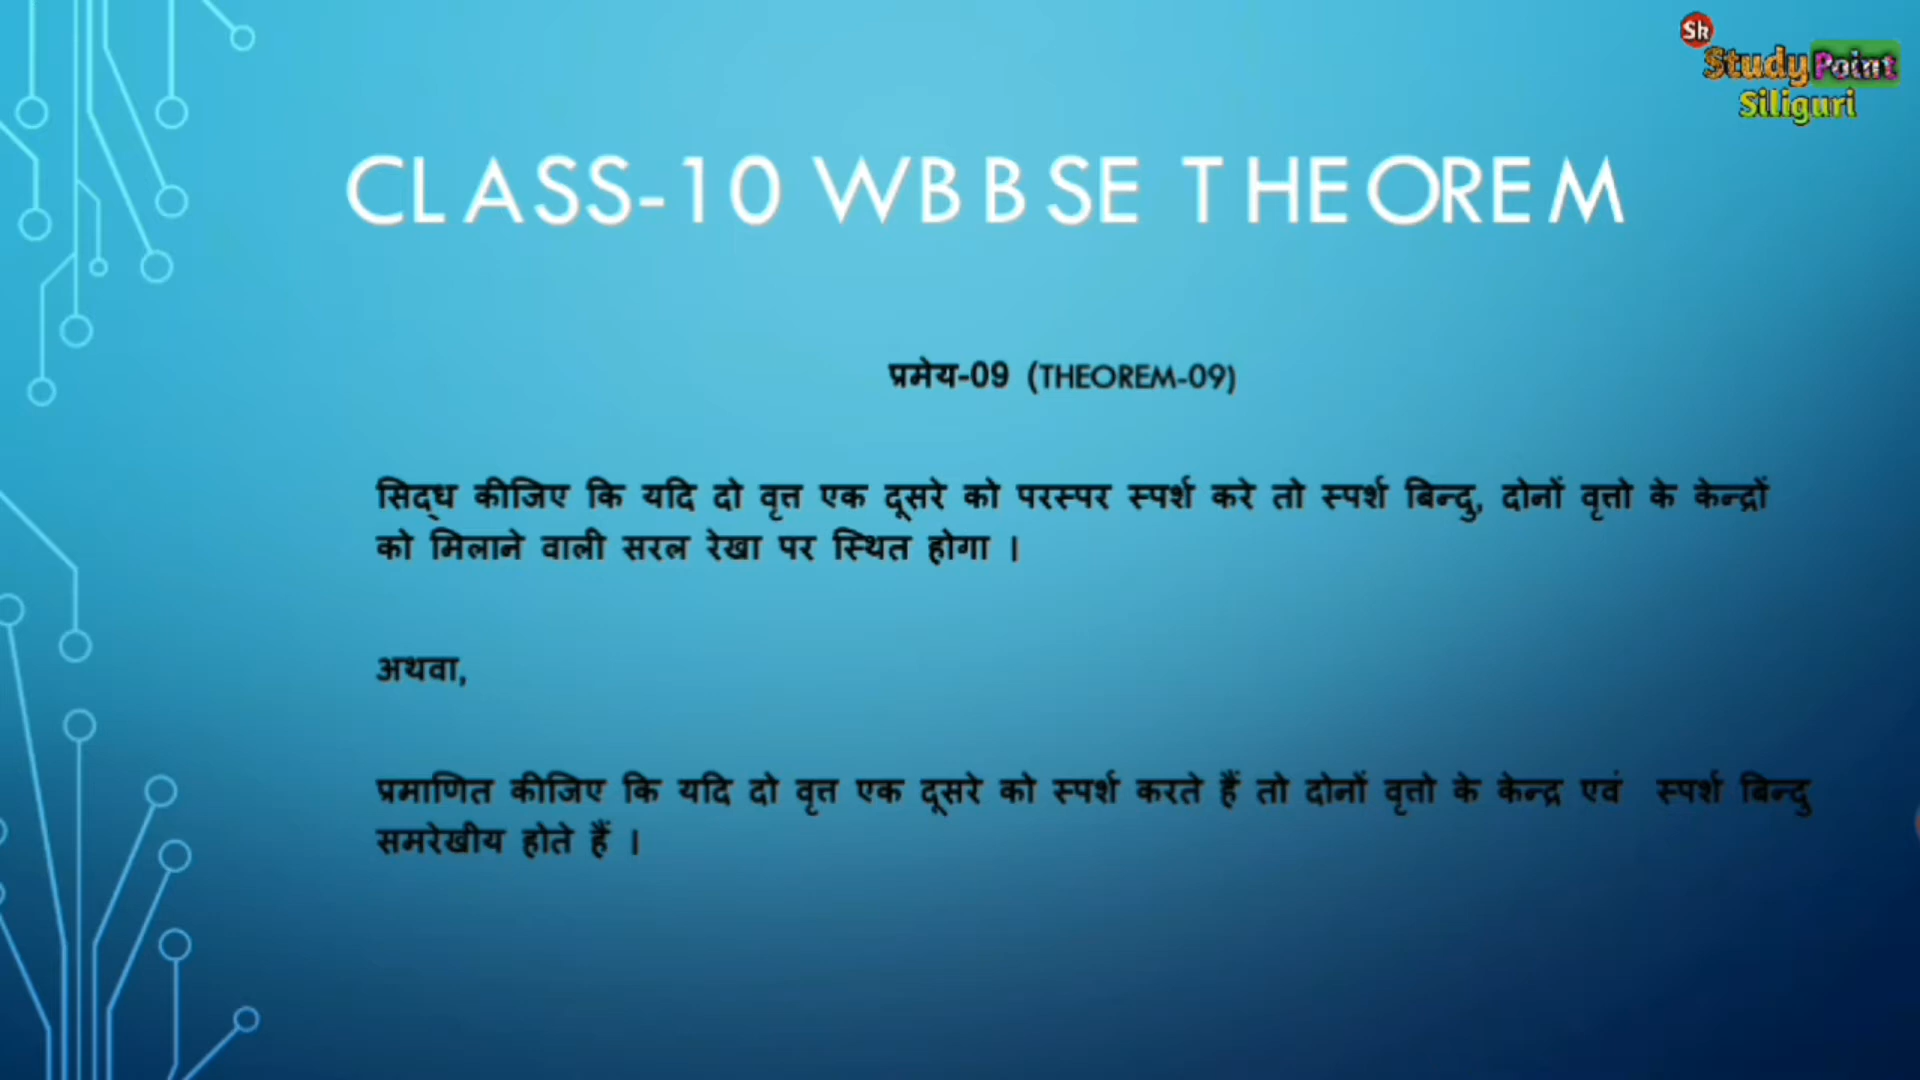 Sk
Study Point
Siliguri
CLASS-10 WBBSE THEOREM
प्रमेय-09 (THEOREM-09)
सिद्ध कीजिए कि यदि दो वृत्त एक दूसरे को परस्पर स्पर्श करे तो स्पर्श बिन्दु, दोनों वृत्तो के केन्द्रों
को मिलाने वाली सरल रेखा पर स्थित होगा ।
अथवा,
प्रमाणित कीजिए कि यदि दो वृत्त एक दूसरे को स्पर्श करते हैं तो दोनों वृत्तो के केन्द्र एवं स्पर्श बिन्दु
समरेखीय होते हैं ।